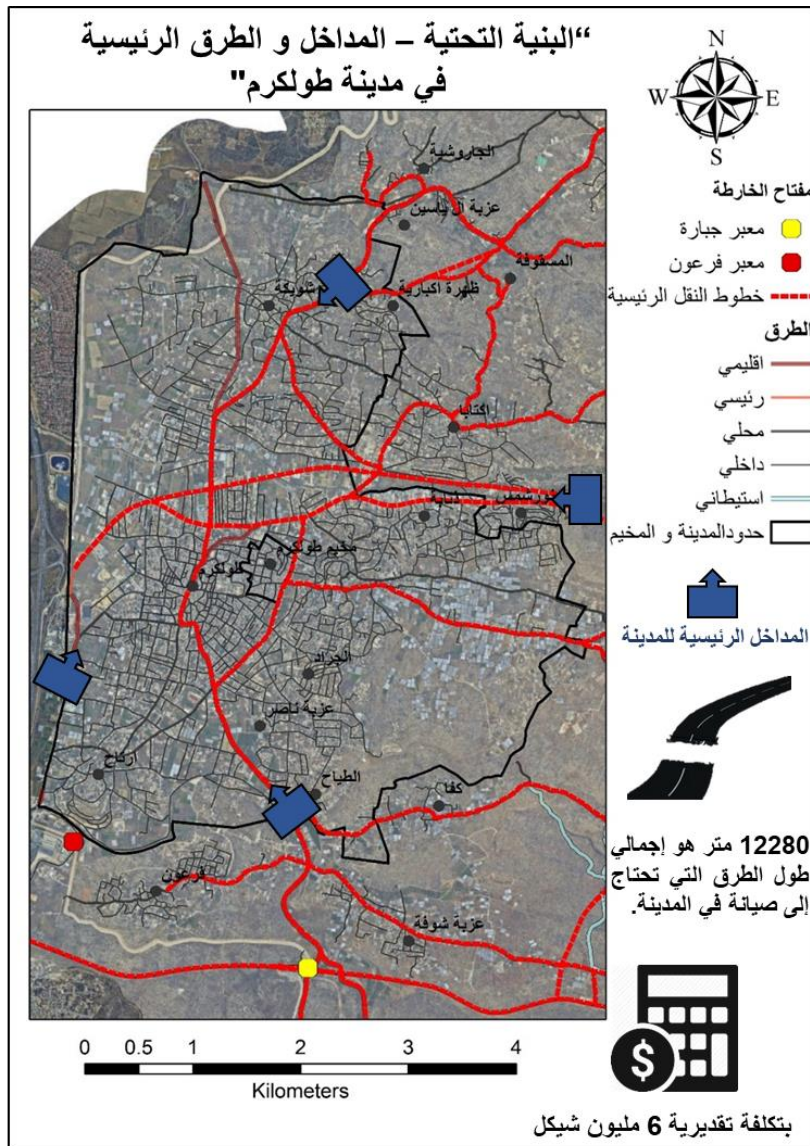 “البنية التحتية – المداخل و الطرق الرئيسية
في مدينة طولكرم"
N
W E
S
مفتاح الخارطة
معبر جبارة
معبر فرعون
خطوط النقل الرئيسية
الطرق
اقليمي
رئيسي
محلي
داخلي
استيطاني
حدودالمدينة و المخيم
المداخل الرئيسية للمدينة
12280 متر هو إجمالي
طول الطرق التي تحتاج
إلى صيانة في المدينة.
$
بتكلفة تقديرية 6 مليون شيكل
الجاروشية
عزبة ال ياسين
المسقوفة
شويكة
ظهرة اكبارية
اكتابا
ذنابة
نورشمس
مخيم طولكرم
طولكرم
الجراد
عزبة ناصر
ارتاح
الطياح
كفا
فرعون
عزبة شوفة
0 0.5 1 2 3 4
Kilometers